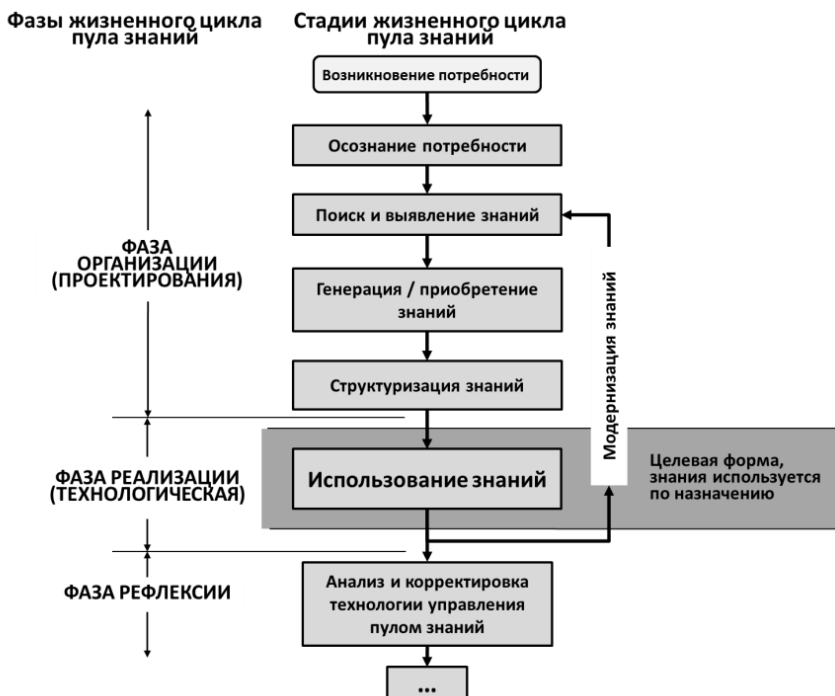 Фазы жизненного цикла
пула знаний
Стадии жизненного цикла
пула знаний
Возникновение потребности
Осознание потребности
Поиск и выявление знаний
ФАЗА
ОРГАНИЗАЦИИ
(ПРОЕКТИРОВАНИЯ)
Генерация / приобретение
знаний
Структуризация знаний
Модернизация знаний
ФАЗА РЕАЛИЗАЦИИ
(ТЕХНОЛОГИЧЕСКАЯ)
Использование знаний
Целевая форма,
знания используется
по назначению
ФАЗА РЕФЛЕКСИИ
Анализ и корректировка
технологии управления
пулом знаний
...